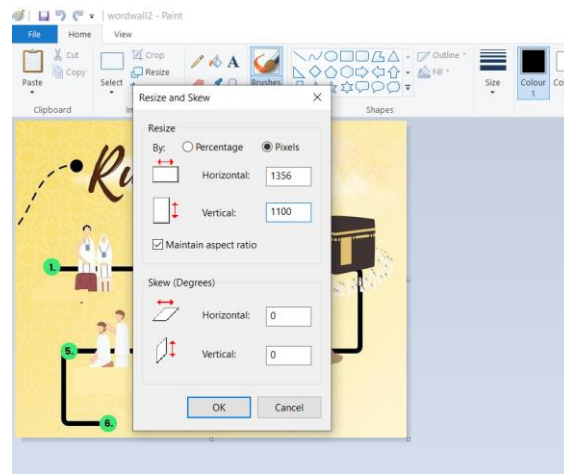 wordwall2 - Paint
File Home View
Cut
Copy
Paste
Clipboard
Crop
Resize
Select
A
Brushes
Shapes
Outline
Fill
Size
Colour
1
Resize and Skew
Resize
By: Percentage Pixels
Horizontal: 1356
Vertical: 1100
Maintain aspect ratio
Skew (Degrees)
Horizontal: 0
Vertical: 0
OK Cancel
1.
5.
6.